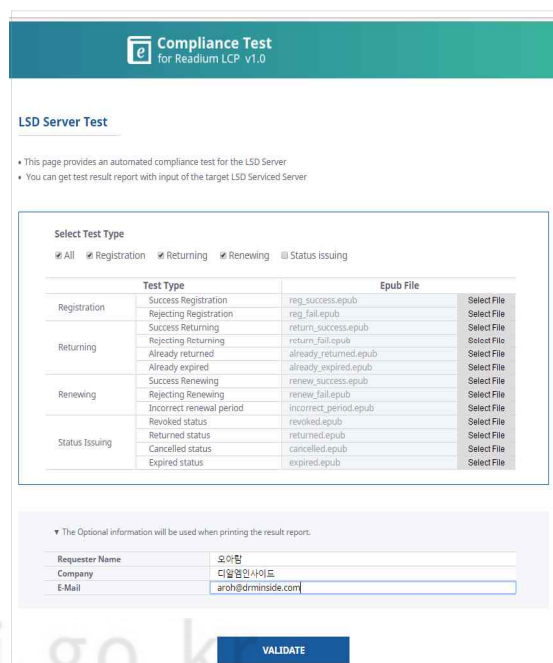 e Compliance Test
for Readium LCP v1.0
LSD Server Test
• This page provides an automated compliance test for the LSD Server
• You can get test result report with input of the target LSD Serviced Server
Select Test Type
All Registration Returning Renewing Status issuing
Test Type Epub File
Registration Success Registration reg_success.epub Select File
Rejecting Registration reg_fail.epub Select File
Returning Success Returning return_success.epub Select File
Rejecting Returning return_fail.epub Select File
Already returned already_returned.epub Select File
Already expired already_expired.epub Select File
Renewing Success Renewing renew_success.epub Select File
Rejecting Renewing renew_fail.epub Select File
Incorrect renewal period incorrect_period.epub Select File
Status Issuing Revoked status revoked.epub Select File
Returned status returned.epub Select File
Cancelled status cancelled.epub Select File
Expired status expired.epub Select File
▼ The Optional information will be used when printing the result report.
Requester Name 오아람
Company 디알엠인사이드
E-Mail aroh@drminside.com
VALIDATE
go.kr